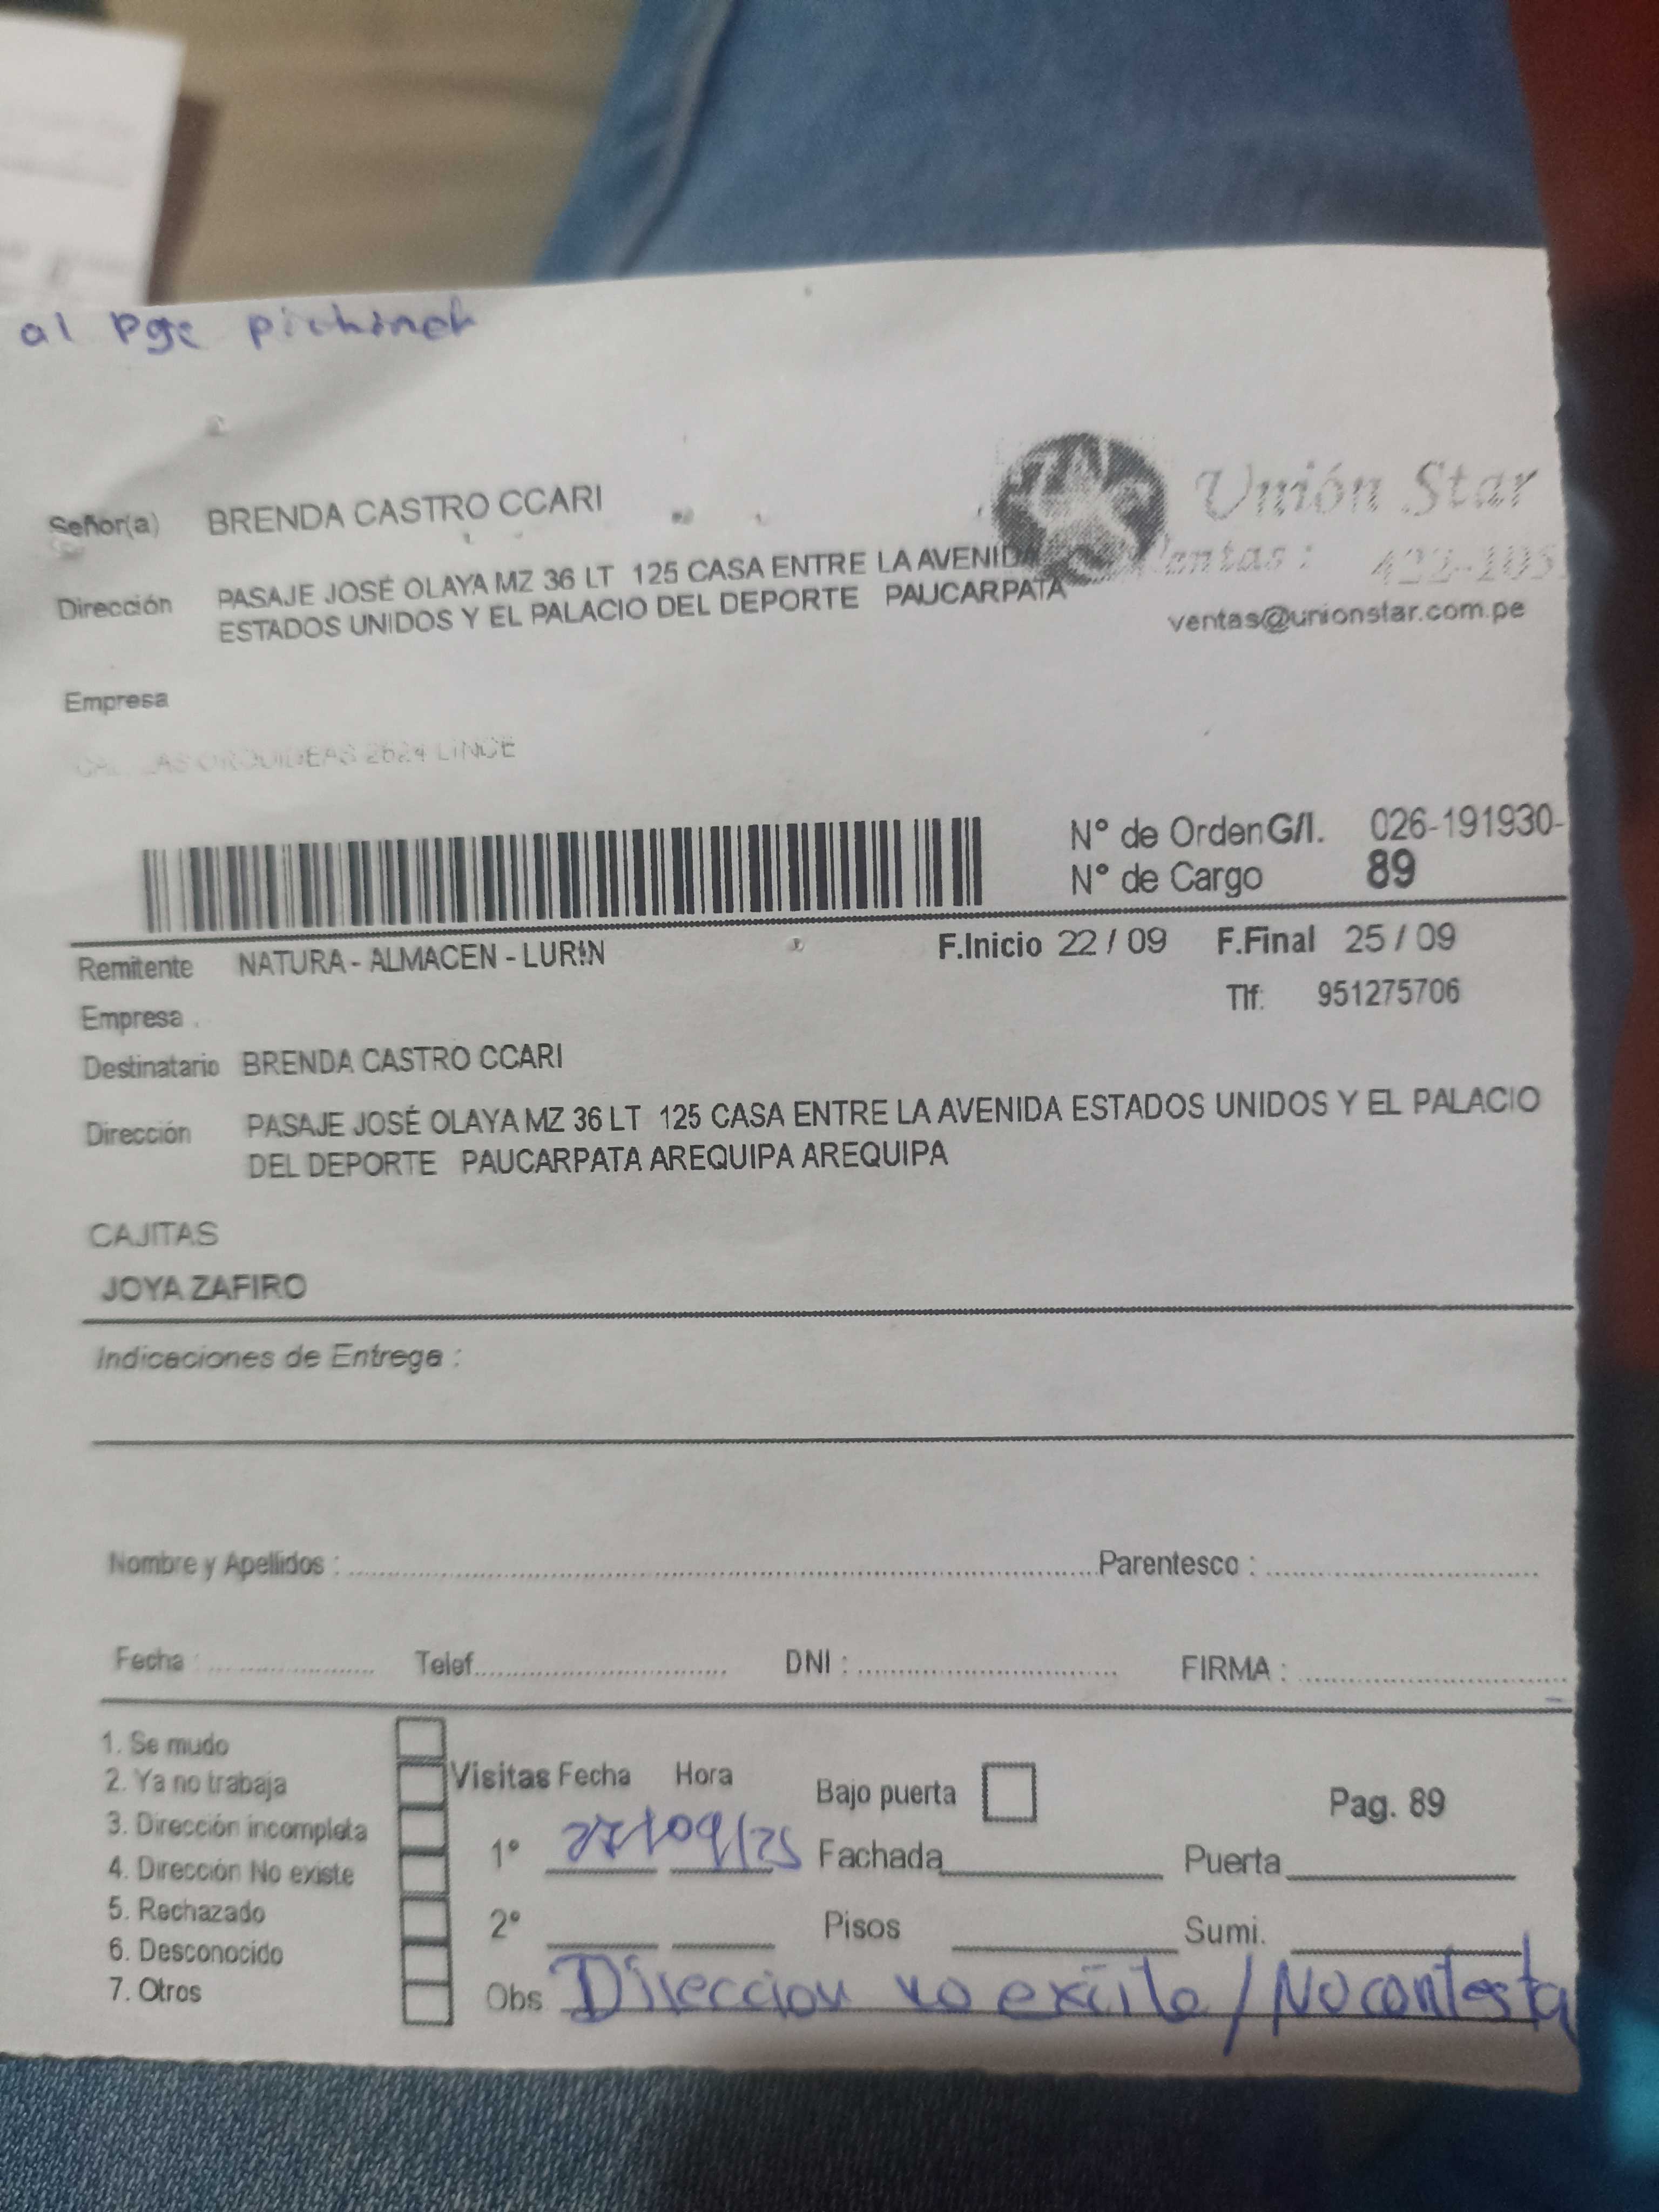 al Pge
Señor(a) BRENDA CASTRO CCARI
Unión Star
Ventas :
Dirección PASAJE JOSÉ OLAYA MZ 36 LT 125 CASA ENTRE LA AVENIDA
ESTADOS UNIDOS Y EL PALACIO DEL DEPORTE PAUCARPATA
ventas@unionstar.com.pe
Empresa
ORQUIDEAS 2624 LINCE
N° de Orden G/I. 026-191930-
N° de Cargo 89
Remitente NATURA - ALMACEN - LURIN F.Inicio 22 / 09 F.Final 25 / 09
Empresa . Tlf: 951275706
Destinatario BRENDA CASTRO CCARI
Dirección PASAJE JOSÉ OLAYA MZ 36 LT 125 CASA ENTRE LA AVENIDA ESTADOS UNIDOS Y EL PALACIO
DEL DEPORTE PAUCARPATA AREQUIPA AREQUIPA
CAJITAS
JOYA ZAFIRO
Indicaciones de Entrega :
Nombre y Apellidos : Parentesco :
Fecha : Telef. DNI : FIRMA :
1. Se mudo
2. Ya no trabaja Visitas Fecha Hora Bajo puerta Pag. 89
3. Dirección incompleta 1° 27/09/25 Fachada Puerta
4. Dirección No existe
5. Rechazado 2° Pisos Sumi.
6. Desconocido
7. Otros Obs Direccion no existe / No contesta